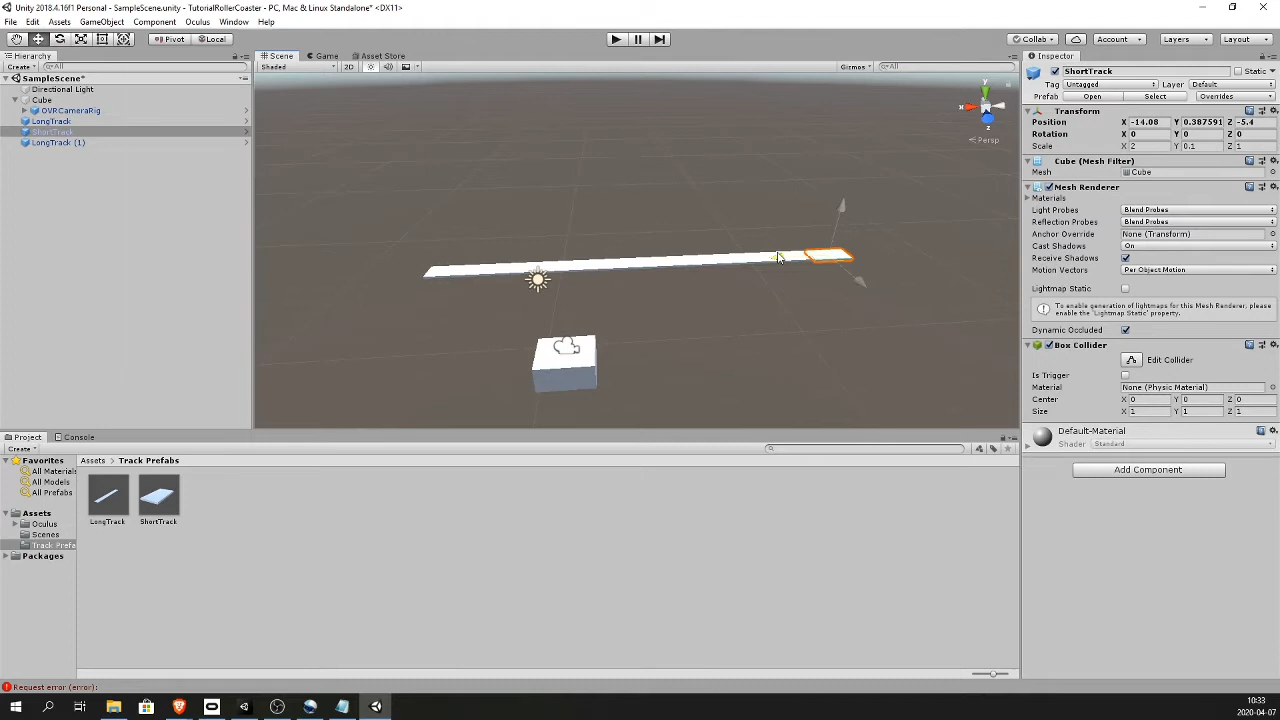 Unity 2018.4.16f1 Personal - SampleScene.unity - TutorialRollerCoaster - PC, Mac & Linux Standalone* <DX11>
File Edit Assets GameObject Component Oculus Window Help
Pivot Local Collab Account Layers Layout
Hierarchy
Create All
SampleScene*
Directional Light
Cube
OVRCameraRig
LongTrack
ShortTrack
LongTrack (1)
Scene Game Asset Store
Shaded 2D Gizmos All
y
x
z
Persp
Inspector
ShortTrack Static
Tag Untagged Layer Default
Prefab Open Select Overrides
Transform
Position X -14.08 Y 0.387591 Z -5.4
Rotation X 0 Y 0 Z 0
Scale X 2 Y 0.1 Z 1
Cube (Mesh Filter)
Mesh Cube
Mesh Renderer
Materials
Light Probes Blend Probes
Reflection Probes Blend Probes
Anchor Override None (Transform)
Cast Shadows On
Receive Shadows
Motion Vectors Per Object Motion
Lightmap Static
To enable generation of lightmaps for this Mesh Renderer, please
enable the 'Lightmap Static' property.
Dynamic Occluded
Box Collider
Edit Collider
Is Trigger
Material None (Physic Material)
Center X 0 Y 0 Z 0
Size X 1 Y 1 Z 1
Default-Material
Shader Standard
Add Component
Project Console
Create
Favorites
All Materials
All Models
All Prefabs
Assets
Oculus
Scenes
Track Prefa
Packages
Assets > Track Prefabs
LongTrack ShortTrack
Request error (error):
10:33
2020-04-07